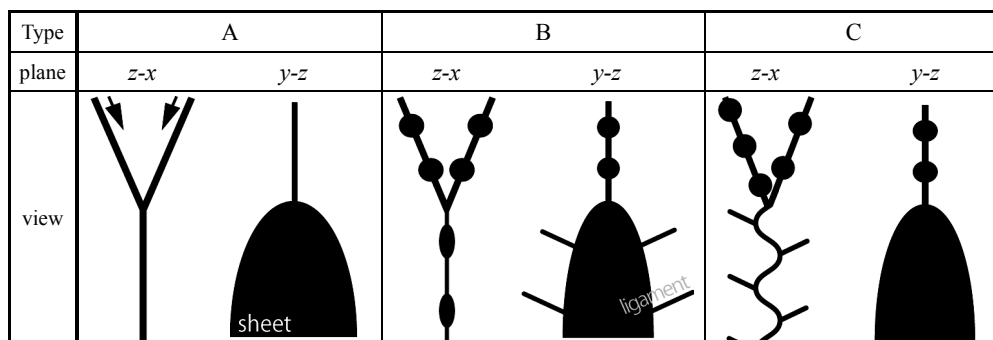 Type A B C
plane z-x y-z z-x y-z z-x y-z
view
sheet
ligament